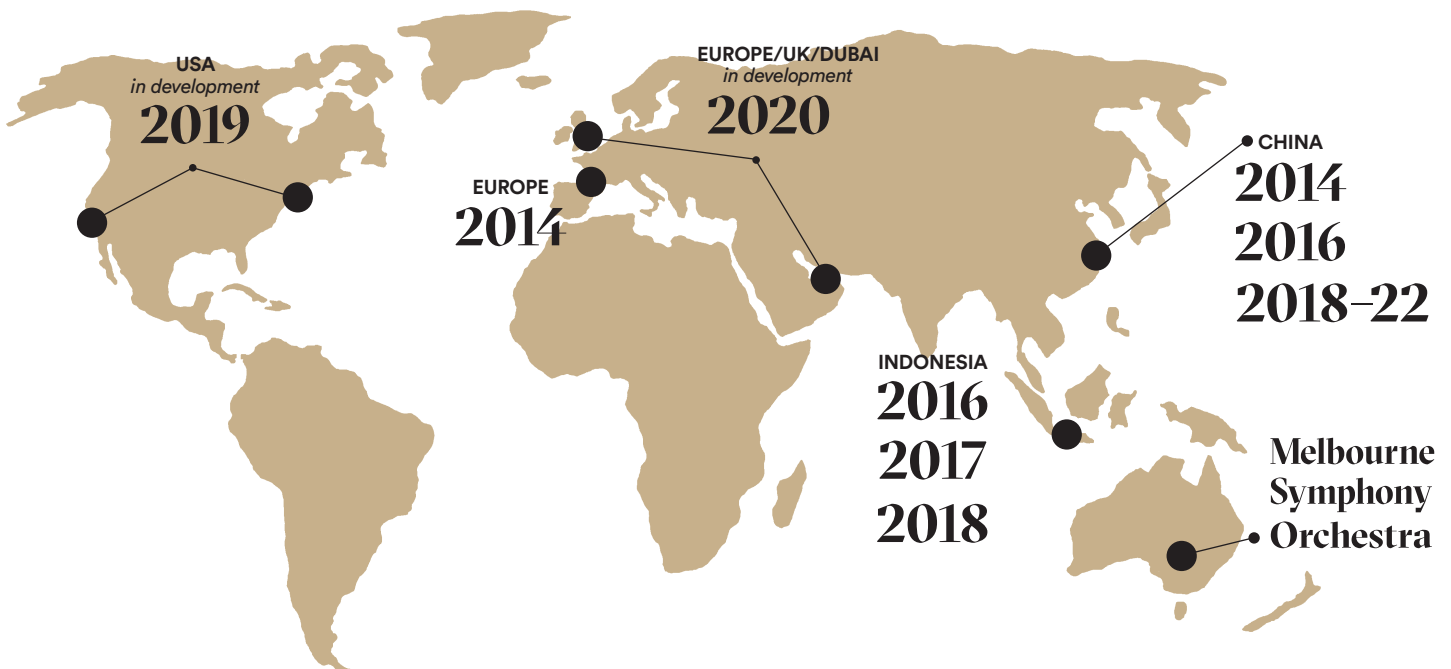 USA
in development
2019
EUROPE/UK/DUBAI
in development
2020
EUROPE
2014
CHINA
2014
2016
2018–22
INDONESIA
2016
2017
2018
Melbourne
Symphony
Orchestra